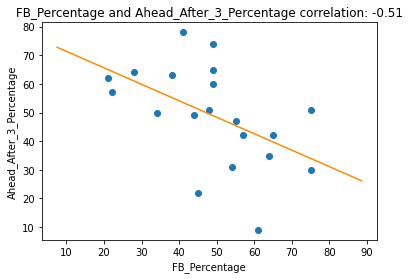 FB_Percentage and Ahead_After_3_Percentage correlation: -0.51
80
70
60
50
40
30
20
10
Ahead_After_3_Percentage
10 20 30 40 50 60 70 80 90
FB_Percentage